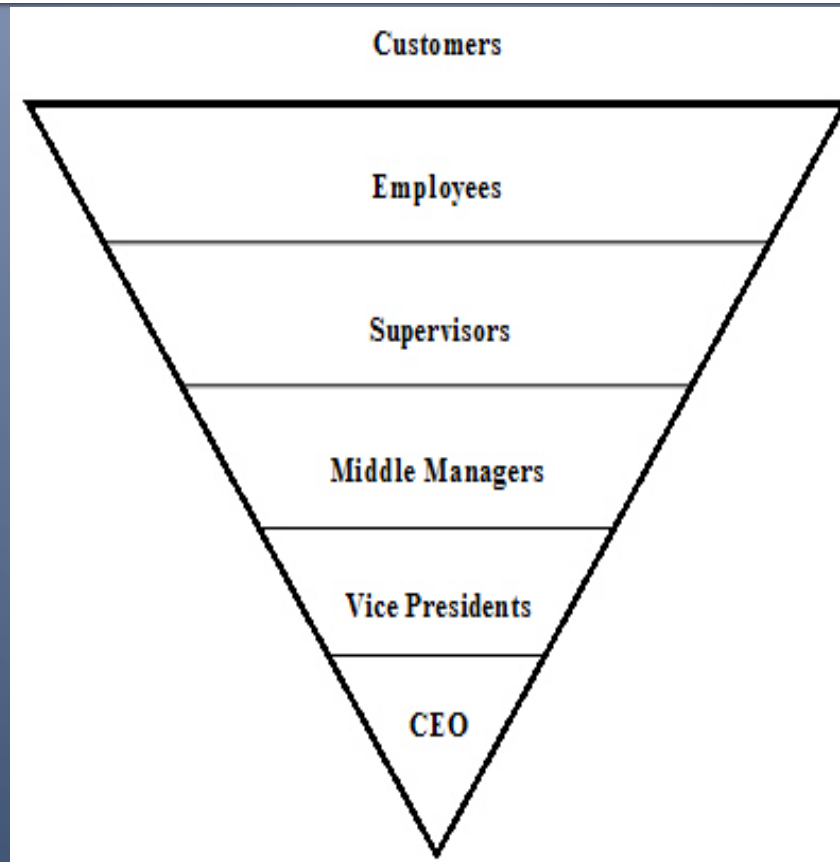 Customers
Employees
Supervisors
Middle Managers
Vice Presidents
CEO